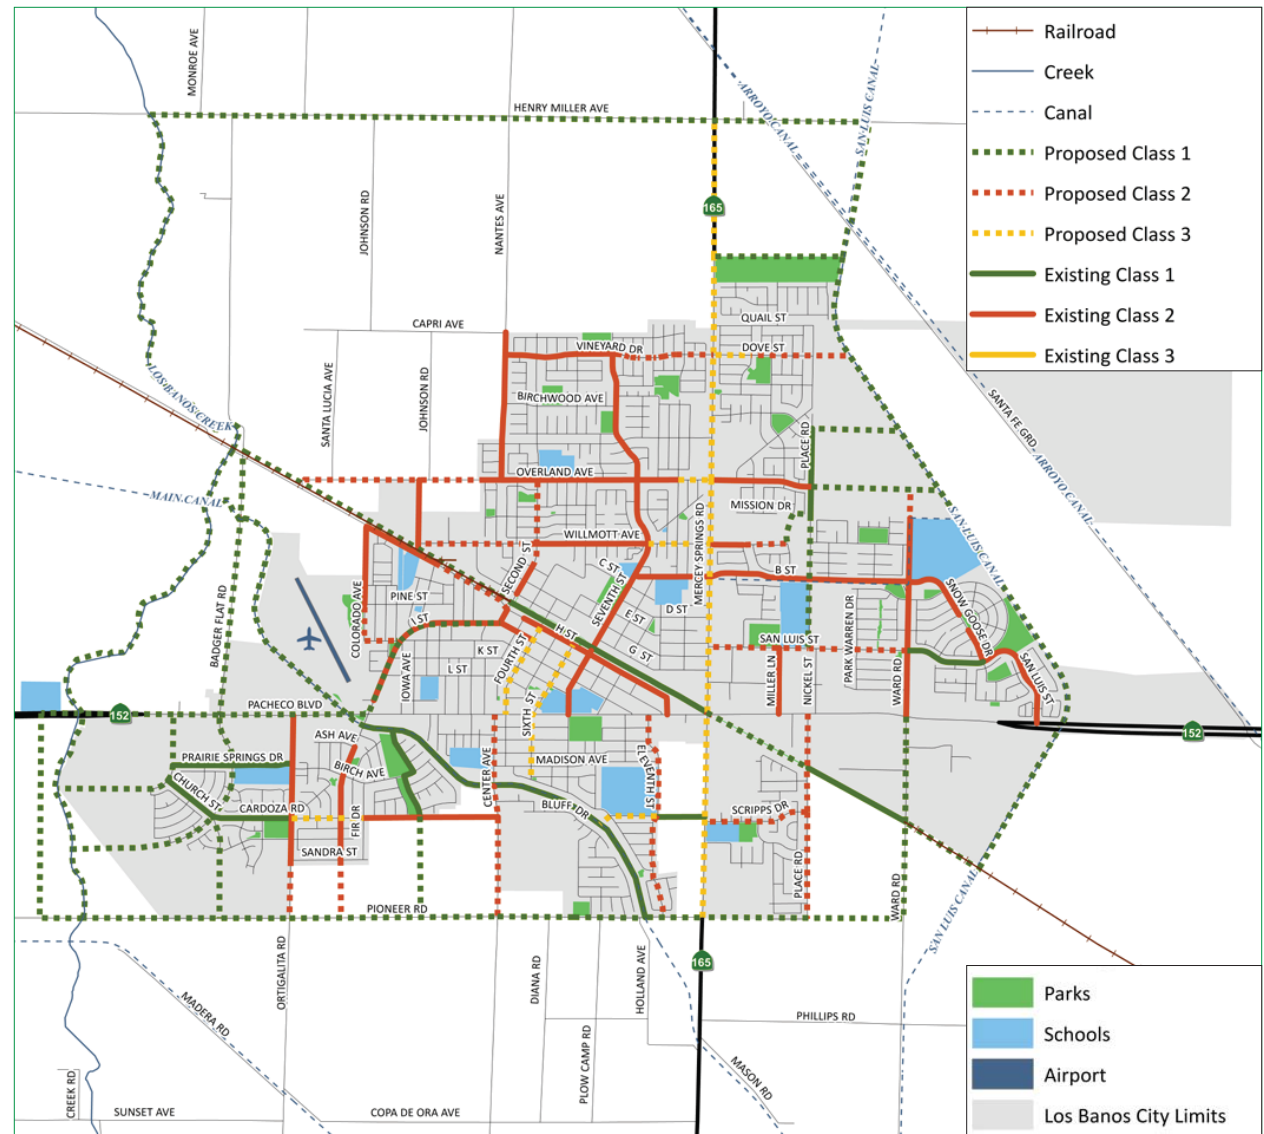 MONROE AVE
HENRY MILLER AVE
ARROYO CANAL
SAN LUIS CANAL
Railroad
Creek
Canal
Proposed Class 1
Proposed Class 2
Proposed Class 3
Existing Class 1
Existing Class 2
Existing Class 3
JOHNSON RD
NANTES AVE
165
QUAIL ST
CAPRI AVE
VINEYARD DR
DOVE ST
LOS BANOS CREEK
SANTA LUCIA AVE
JOHNSON RD
BIRCHWOOD AVE
SANTA FE GRD
PLACE RD
OVERLAND AVE
ARROYO CANAL
MAIN CANAL
MISSION DR
MERCEY SPRINGS RD
SAN LUIS CANAL
WILLMOTT AVE
SECOND ST
C ST
B ST
BADGER FLAT RD
COLORADO AVE
PINE ST
SEVENTH ST
D ST
E ST
SNOW GOOSE DR
I ST
H ST
G ST
SAN LUIS ST
PARK WARREN DR
K ST
FOURTH ST
L ST
IOWA AVE
MILLER LN
NICKEL ST
WARD RD
SAN LUIS ST
SIXTH ST
PACHECO BLVD
152
152
ASH AVE
PRAIRIE SPRINGS DR
BIRCH AVE
CENTER AVE
MADISON AVE
ELEVENTH ST
CHURCH ST
CARDOZA RD
FIR DR
BLUFF DR
SCRIPPS DR
SANDRA ST
PLACE RD
WARD RD
PIONEER RD
SAN LUIS CANAL
ORTIGALITA RD
DIANA RD
HOLLAND AVE
165
MADERA RD
PHILLIPS RD
PLOW CAMP RD
MASON RD
CREEK RD
SUNSET AVE
COPA DE ORA AVE
Parks
Schools
Airport
Los Banos City Limits